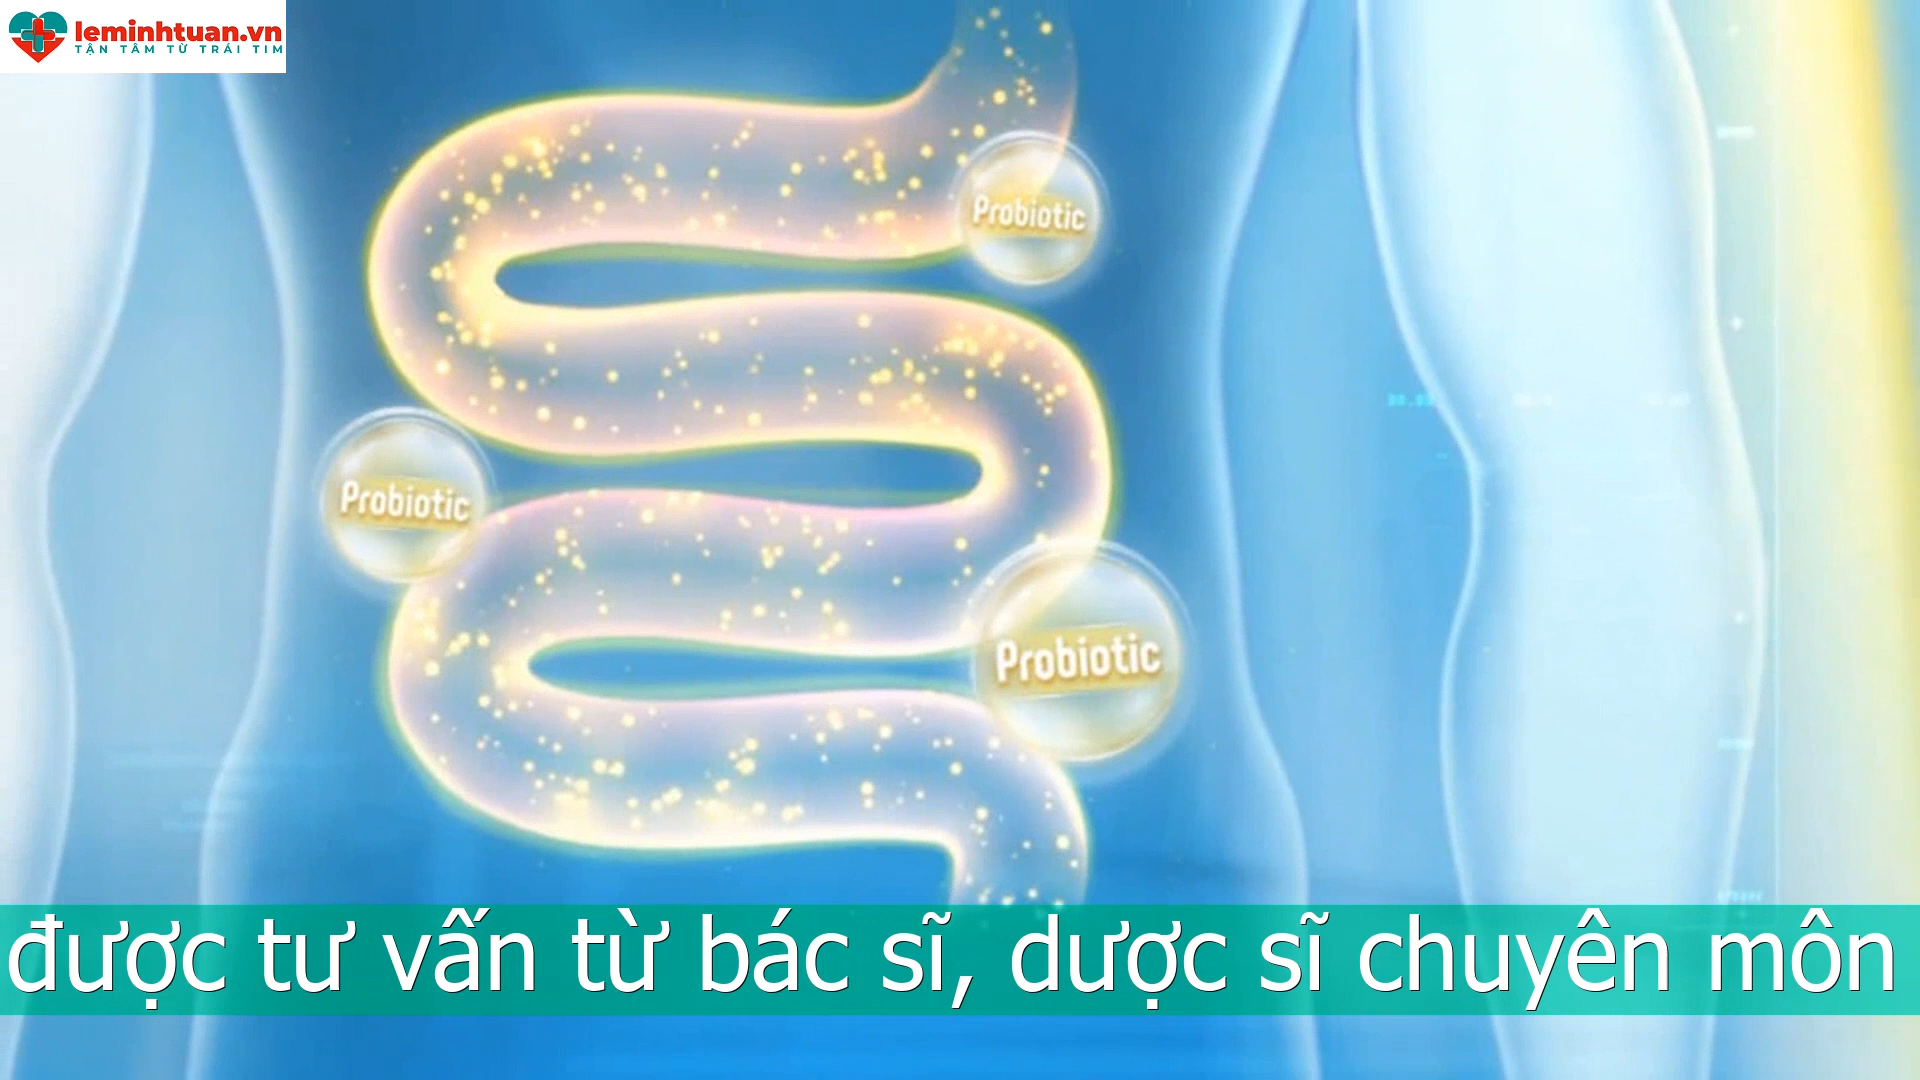 leminhtuan.vn
TẬN TÂM TỪ TRÁI TIM
Probiotic
Probiotic
Probiotic
được tư vấn từ bác sĩ, dược sĩ chuyên môn